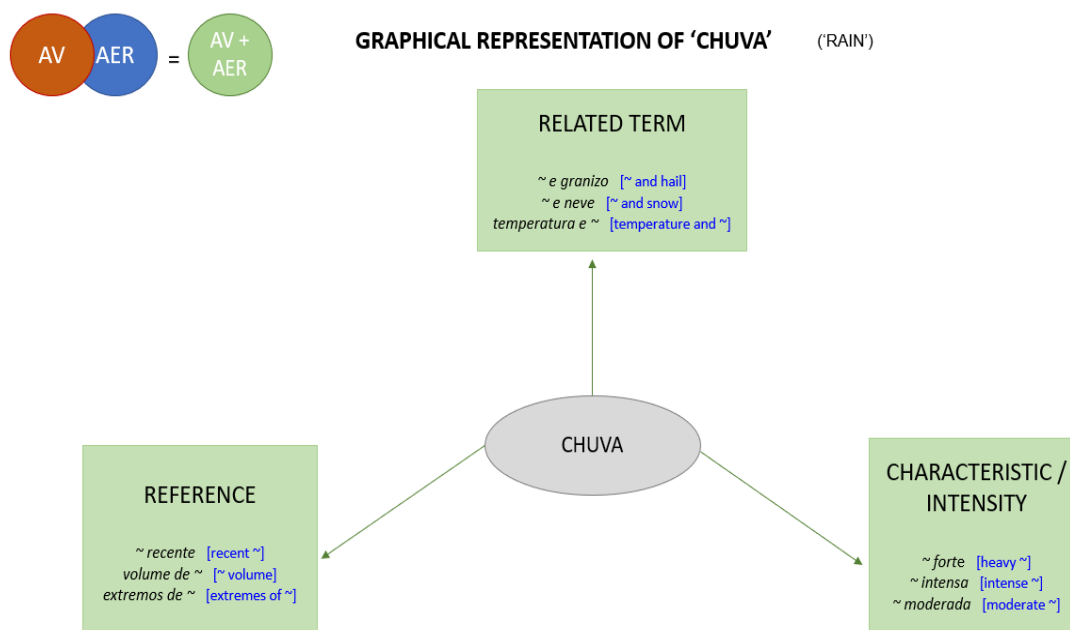 AV AER = AV +
AER
GRAPHICAL REPRESENTATION OF ‘CHUVA’ (‘RAIN’)
RELATED TERM
~ e granizo [~ and hail]
~ e neve [~ and snow]
temperatura e ~ [temperature and ~]
CHUVA
REFERENCE
~ recente [recent ~]
volume de ~ [~ volume]
extremos de ~ [extremes of ~]
CHARACTERISTIC /
INTENSITY
~ forte [heavy ~]
~ intensa [intense ~]
~ moderada [moderate ~]